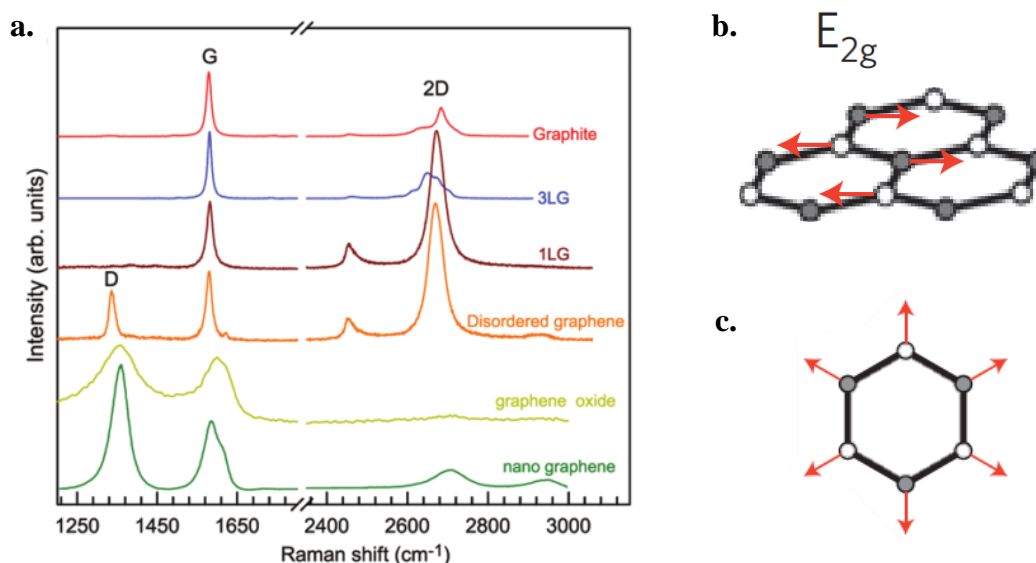 a.
G
2D
Graphite
3LG
1LG
D
Disordered graphene
graphene oxide
nano graphene
Intensity (arb. units)
1250 1450 1650 2400 2600 2800 3000
Raman shift (cm-1)
b.
E2g
c.